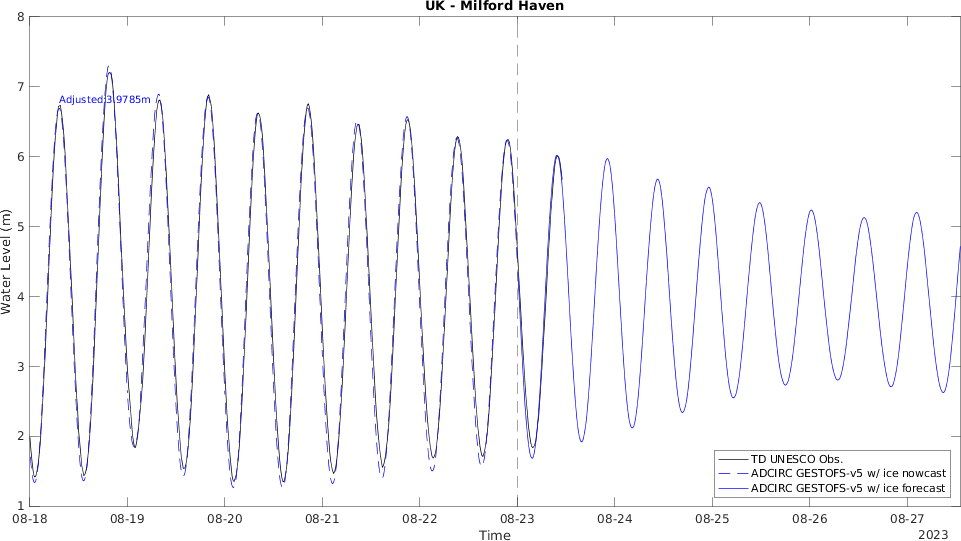 UK - Milford Haven
8
7
6
5
4
3
2
1
Water Level (m)
Adjusted:3.9785m
TD UNESCO Obs.
ADCIRC GESTOFS-v5 w/ ice nowcast
ADCIRC GESTOFS-v5 w/ ice forecast
08-18 08-19 08-20 08-21 08-22 08-23 08-24 08-25 08-26 08-27
Time
2023